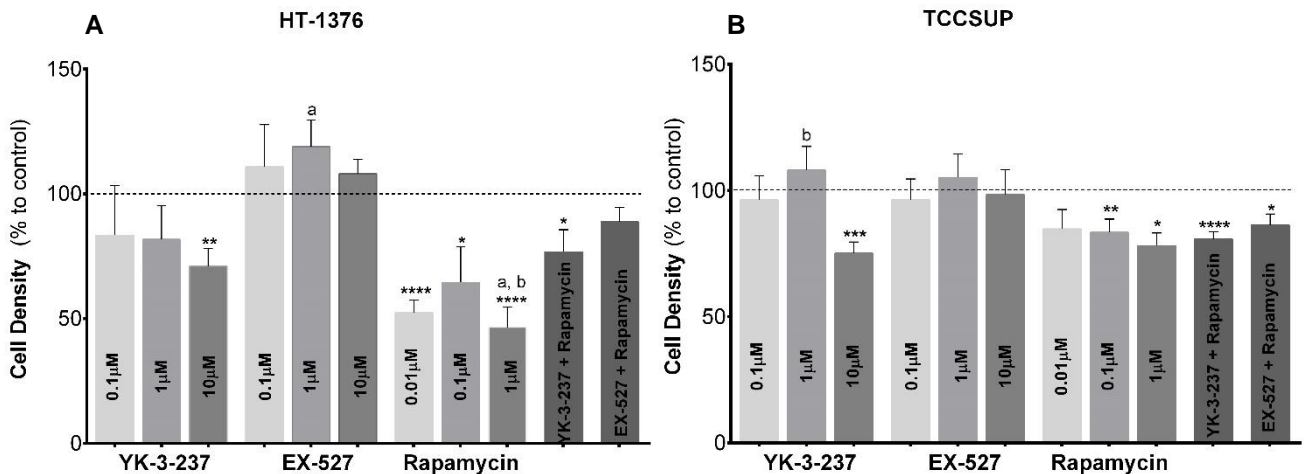 A
HT-1376
Cell Density (% to control)
150
100
50
0
a
**
****
*
a, b
****
*
0.1μM
1μM
10μM
0.1μM
1μM
10μM
0.01μM
0.1μM
1μM
YK-3-237 + Rapamycin
EX-527 + Rapamycin
YK-3-237
EX-527
Rapamycin
B
TCCSUP
Cell Density (% to control)
150
100
50
0
b
***
**
*
****
*
0.1μM
1μM
10μM
0.1μM
1μM
10μM
0.01μM
0.1μM
1μM
YK-3-237 + Rapamycin
EX-527 + Rapamycin
YK-3-237
EX-527
Rapamycin